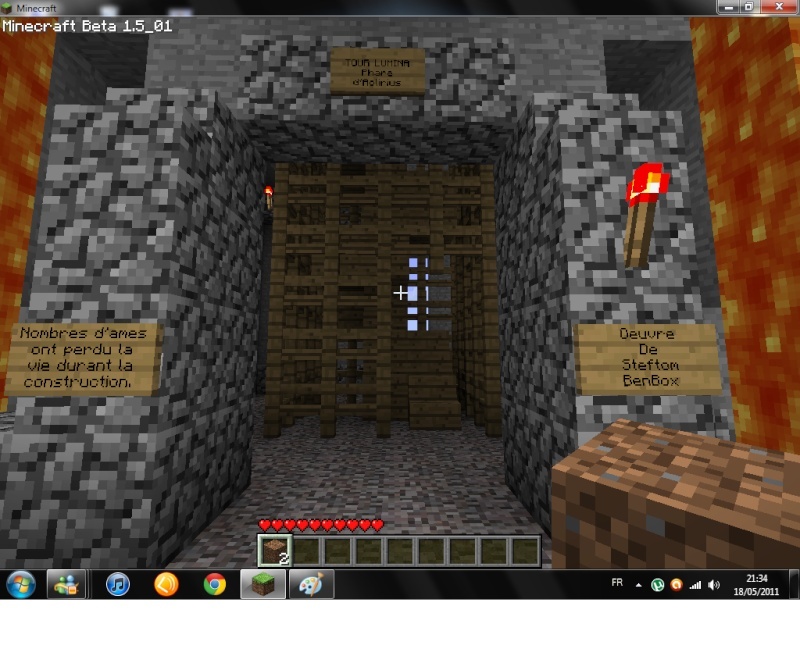 Minecraft
Minecraft Beta 1.5_01
TOUR LUMINA
Phare
d'Aclinius
Nombres d'ames
ont perdu la
vie durant la
construction.
Oeuvre
De
Steftom
BenBox
2
FR
21:34
18/05/2011